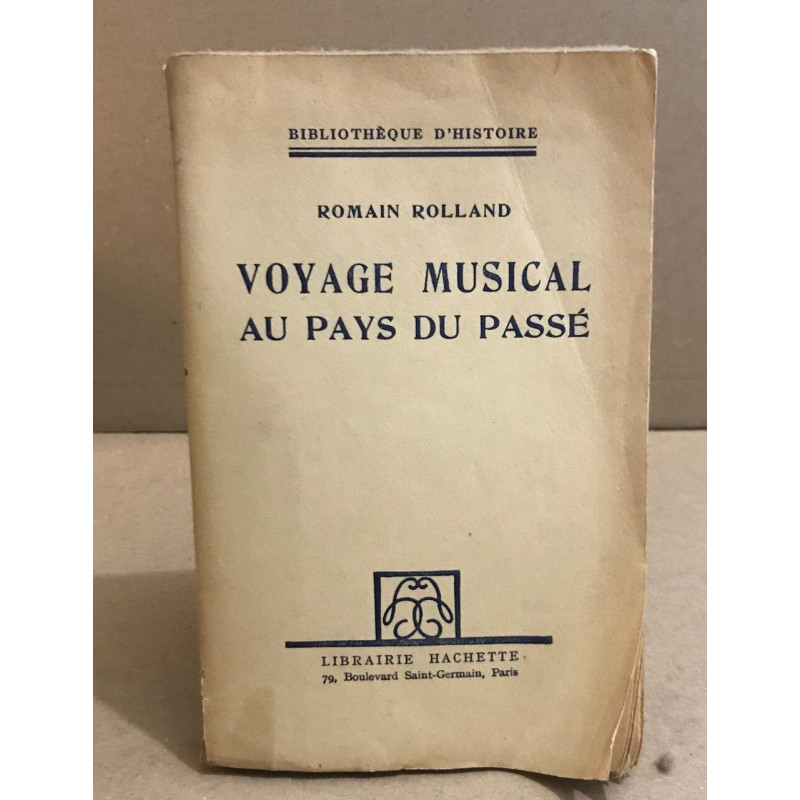 BIBLIOTHÈQUE D'HISTOIRE
ROMAIN ROLLAND
VOYAGE MUSICAL
AU PAYS DU PASSÉ
LIBRAIRIE HACHETTE
79, Boulevard Saint-Germain, Paris